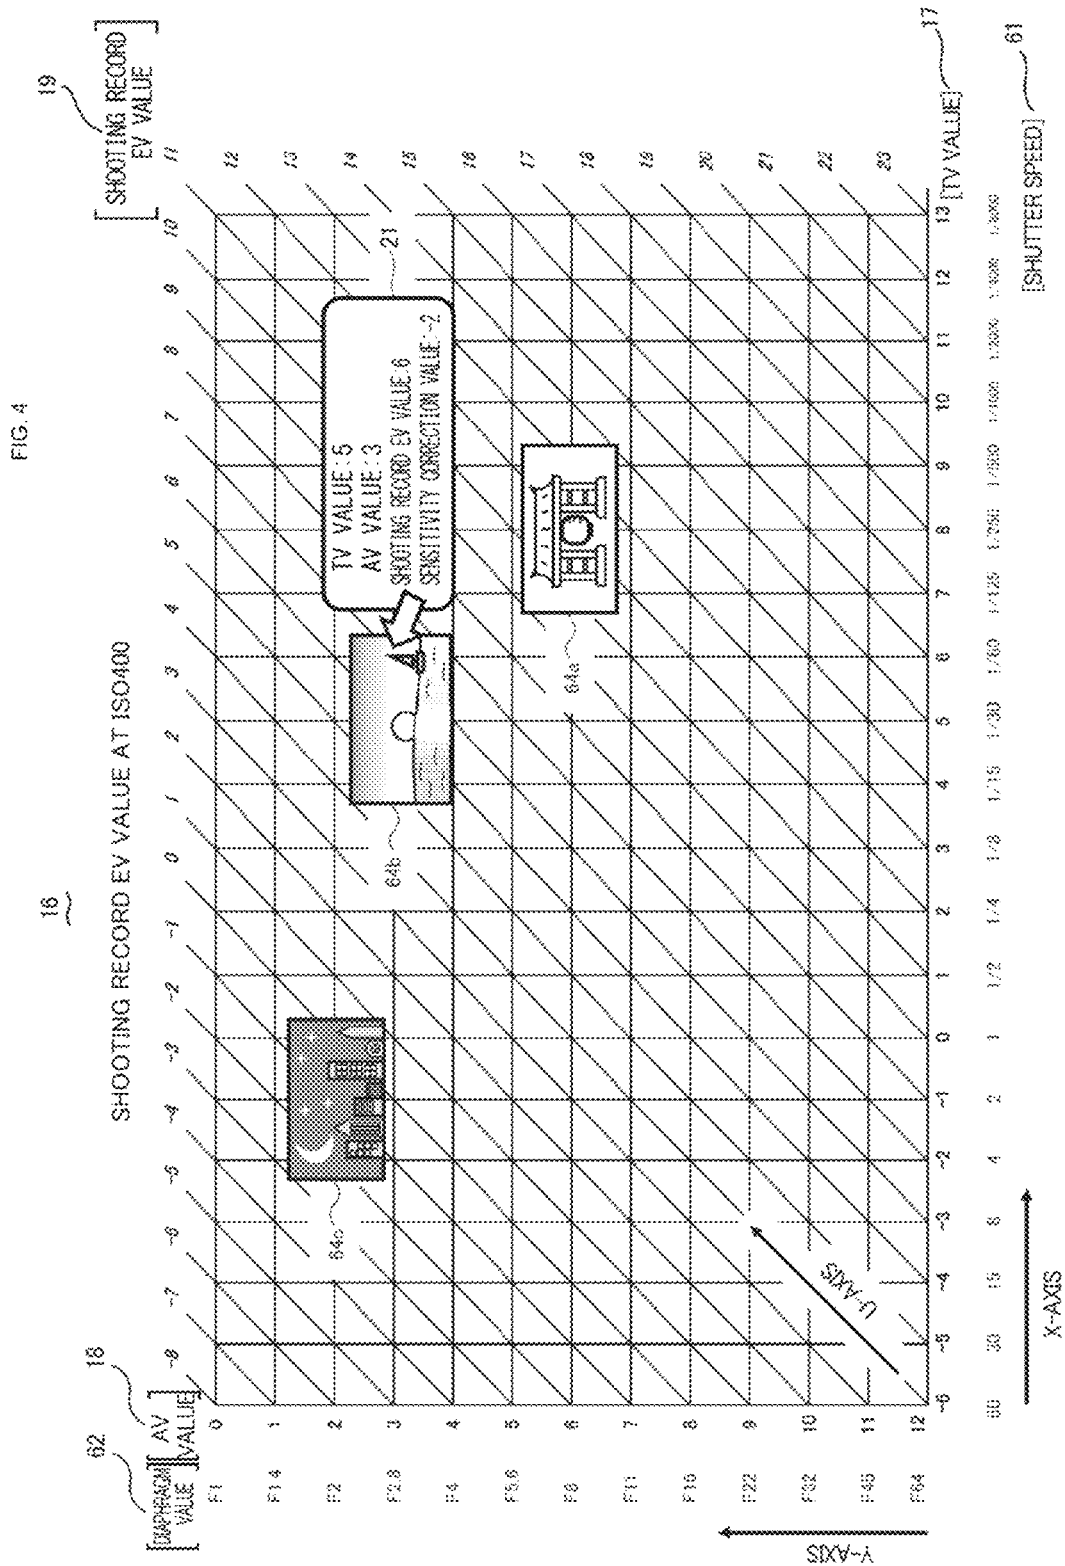 FIG. 4
16
SHOOTING RECORD EV VALUE AT ISO400
62
[DIAPHRAGM
VALUE]
18
[AV
VALUE]
19
[SHOOTING RECORD
EV VALUE]
-8 -7 -6 -5 -4 -3 -2 -1 0 1 2 3 4 5 6 7 8 9 10 11
12
13
14
15
16
17
18
19
20
21
22
23
F1 0
F1.4 1
F2 2
F2.8 3
F4 4
F5.6 5
F8 6
F11 7
F16 8
F22 9
F32 10
F45 11
F64 12
64c
64b
64a
TV VALUE:5
AV VALUE:3
SHOOTING RECORD EV VALUE:6
SENSITIVITY CORRECTION VALUE:-2
21
U-AXIS
-6 -5 -4 -3 -2 -1 0 1 2 3 4 5 6 7 8 9 10 11 12 13
[TV VALUE]
17
30 15 8 4 2 1 1/2 1/4 1/8 1/15 1/30 1/60 1/125 1/250 1/500 1/1000 1/2000 1/4000 1/8000
[SHUTTER SPEED]
61
Y-AXIS
X-AXIS